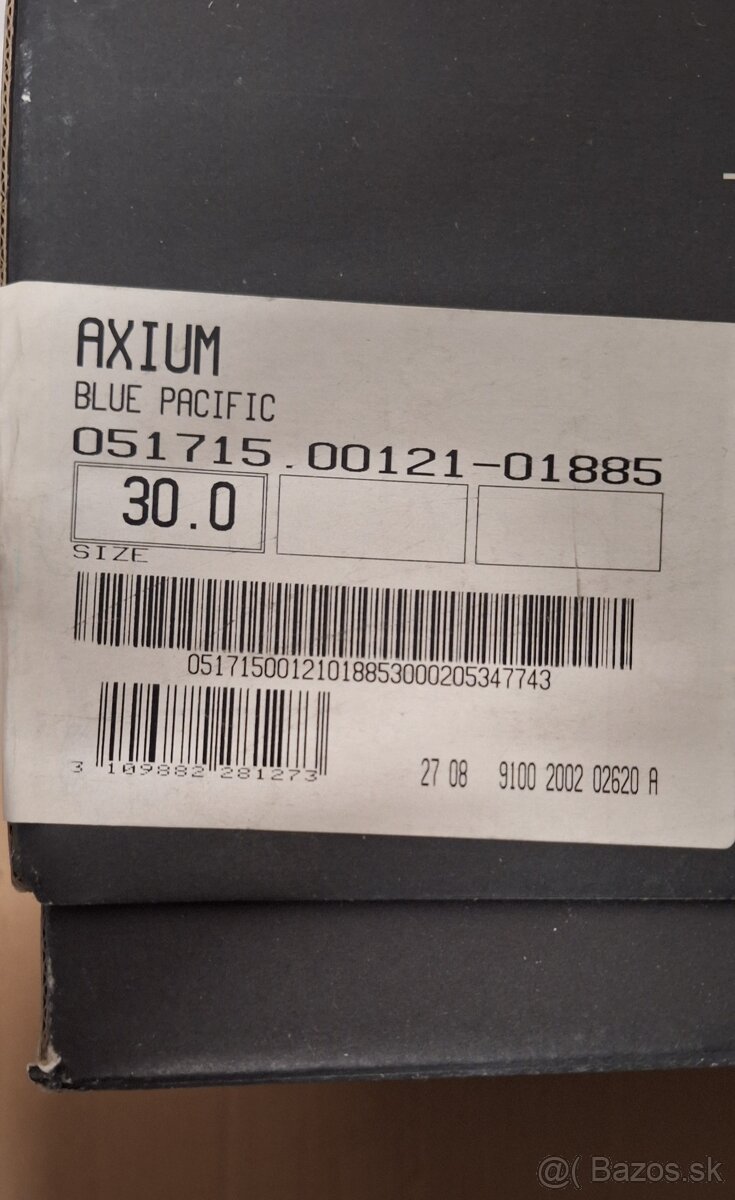 AXIUM
BLUE PACIFIC
051715.00121-01885
30.0
SIZE
05171500121018853000205347743
3 109882 281273
27 08 9100 2002 02620 A
@( Bazos.sk